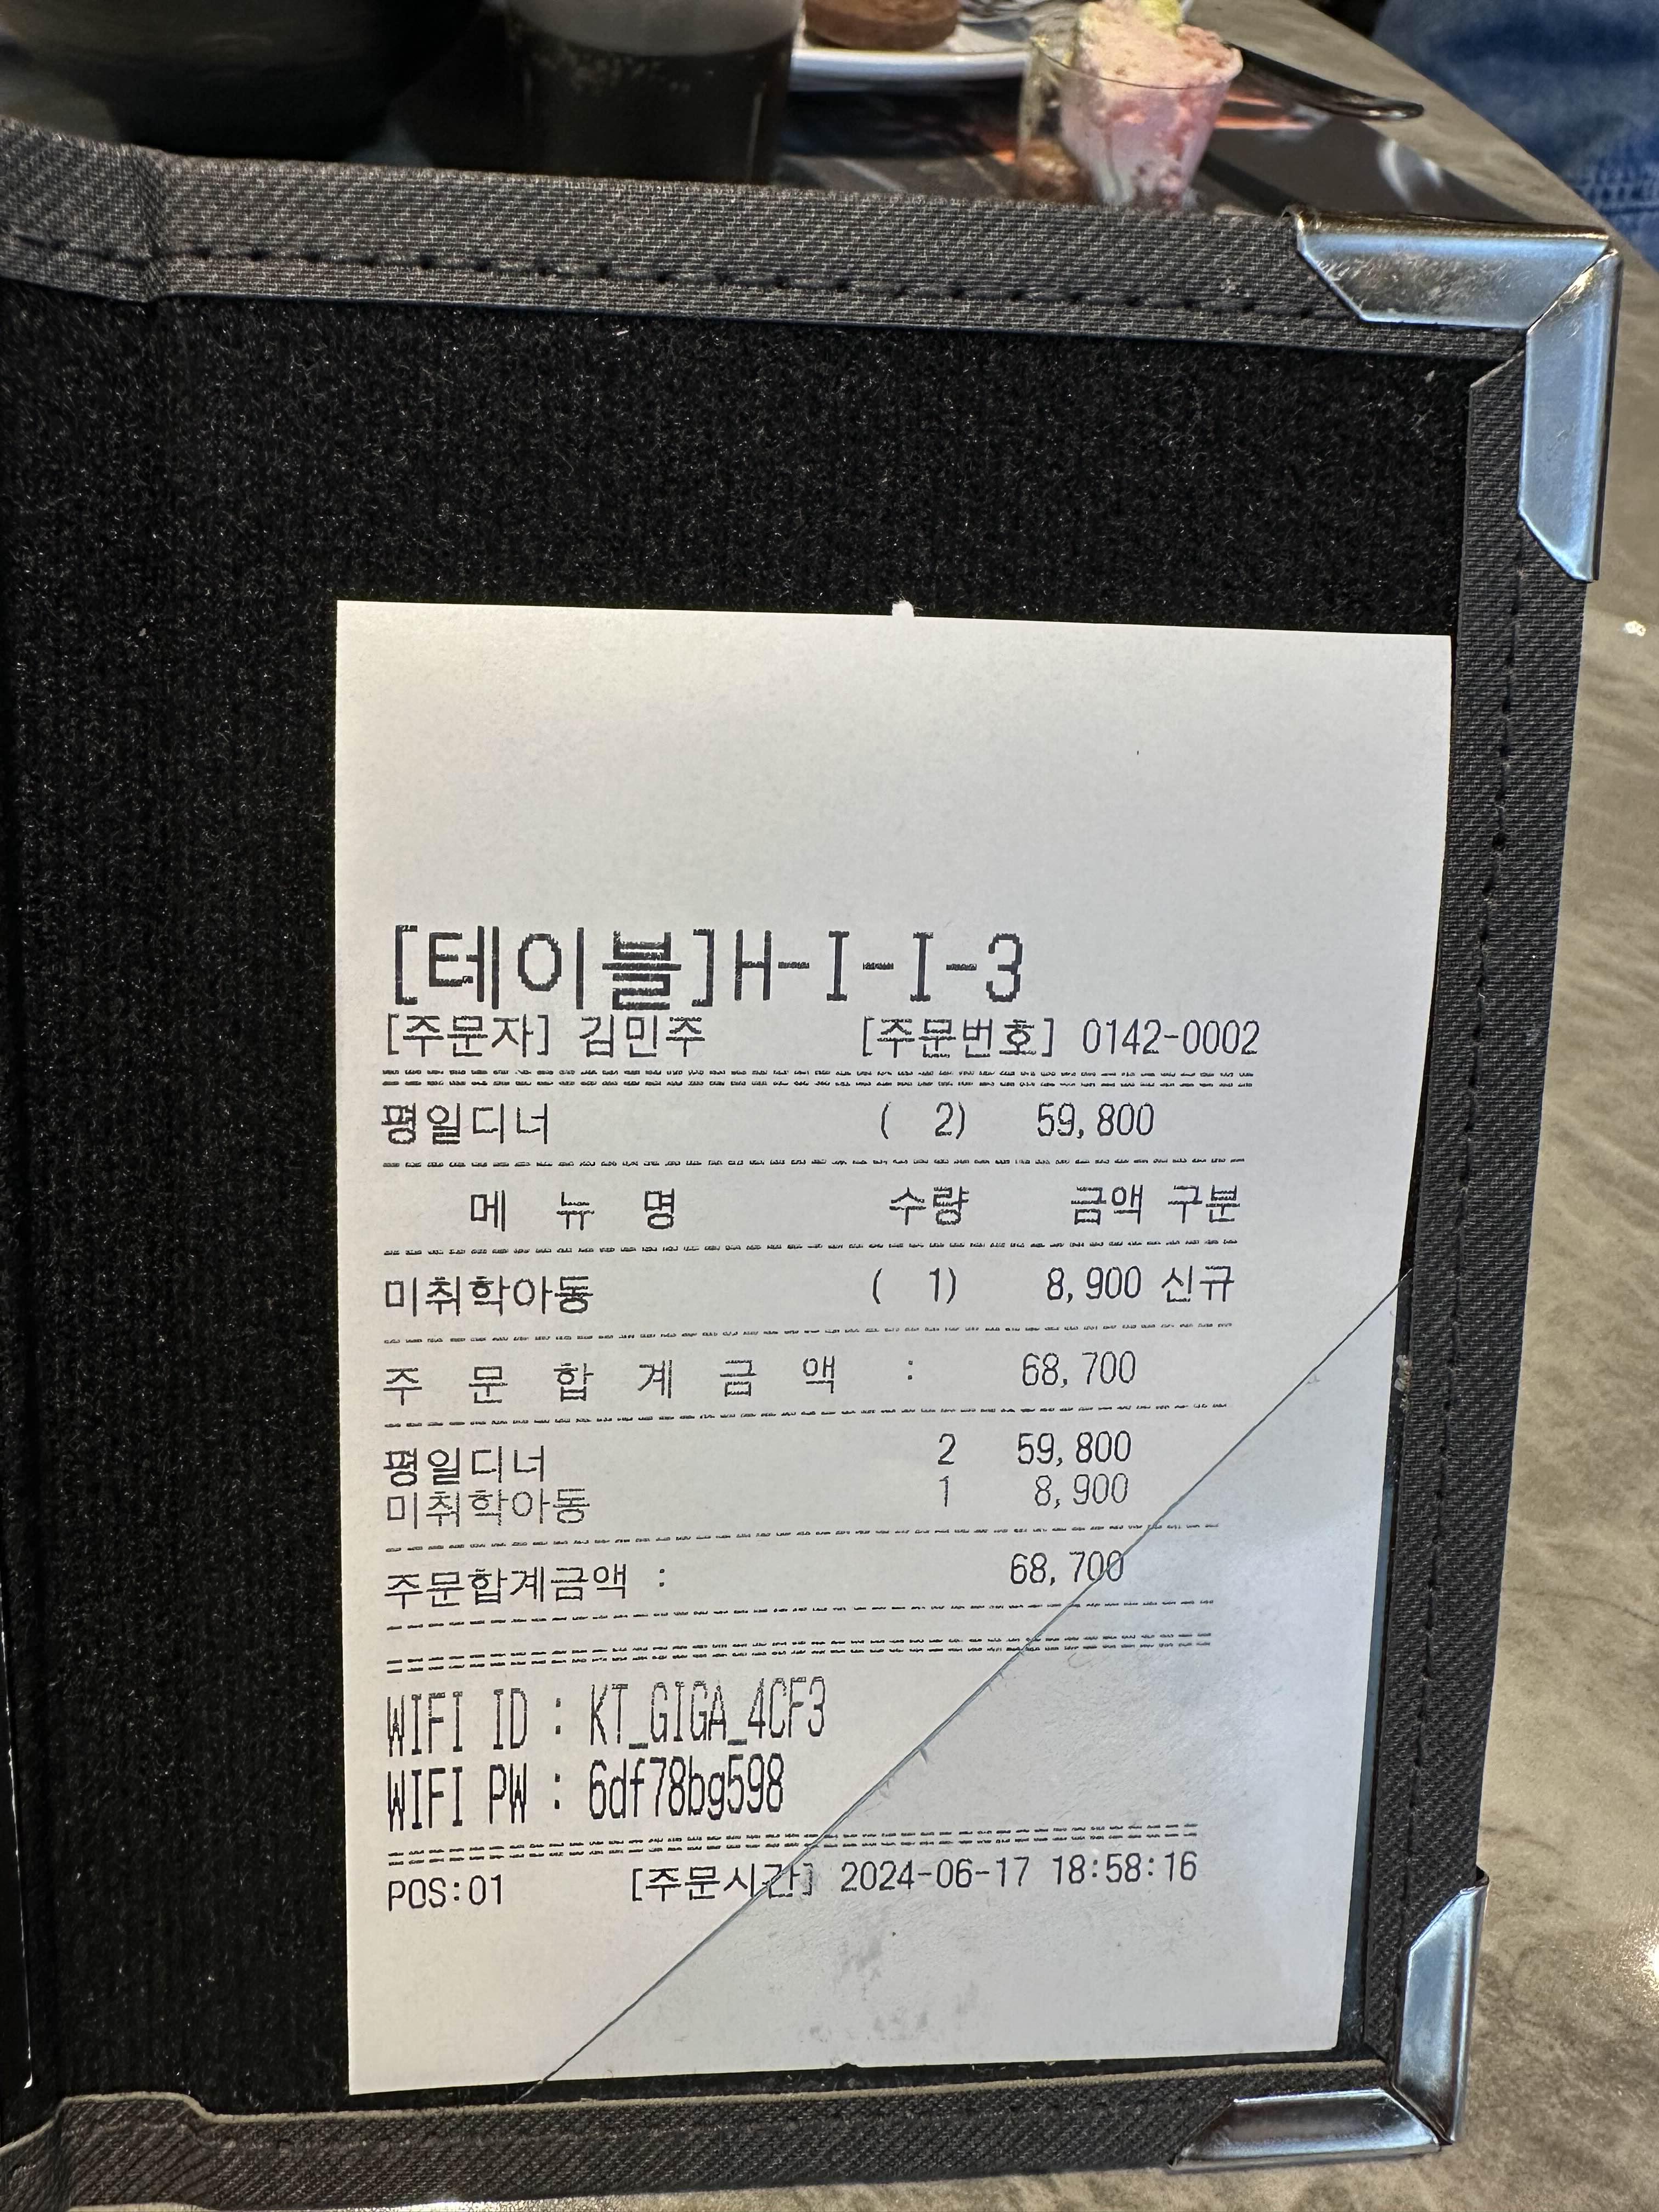 [테이블]H-I-I-3
[주문자] 김민주 [주문번호] 0142-0002
평일디너 ( 2) 59,800
메 뉴 명 수량 금액 구분
미취학아동 ( 1) 8,900 신규
주 문 합 계 금 액 : 68,700
평일디너 2 59,800
미취학아동 1 8,900
주문합계금액 : 68,700
WIFI ID : KT_GIGA_4CF3
WIFI PW : 6df78bg598
POS:01 [주문시간] 2024-06-17 18:58:16